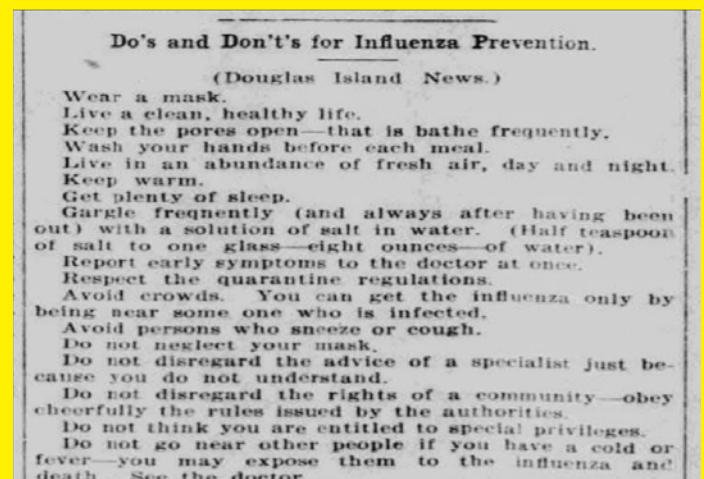 Do's and Don't's for Influenza Prevention.
(Douglas Island News.)
Wear a mask.
Live a clean, healthy life.
Keep the pores open—that is bathe frequently.
Wash your hands before each meal.
Live in an abundance of fresh air, day and night.
Keep warm.
Get plenty of sleep.
Gargle freqnently (and always after having been
out) with a solution of salt in water. (Half teaspoon
of salt to one glass—eight ounces—of water).
Report early symptoms to the doctor at once.
Respect the quarantine regulations.
Avoid crowds. You can get the influenza only by
being near some one who is infected.
Avoid persons who sneeze or cough.
Do not neglect your mask.
Do not disregard the advice of a specialist just be-
cause you do not understand.
Do not disregard the rights of a community—obey
cheerfully the rules issued by the authorities.
Do not think you are entitled to special privileges.
Do not go near other people if you have a cold or
fever—you may expose them to the influenza and
death. See the doctor.